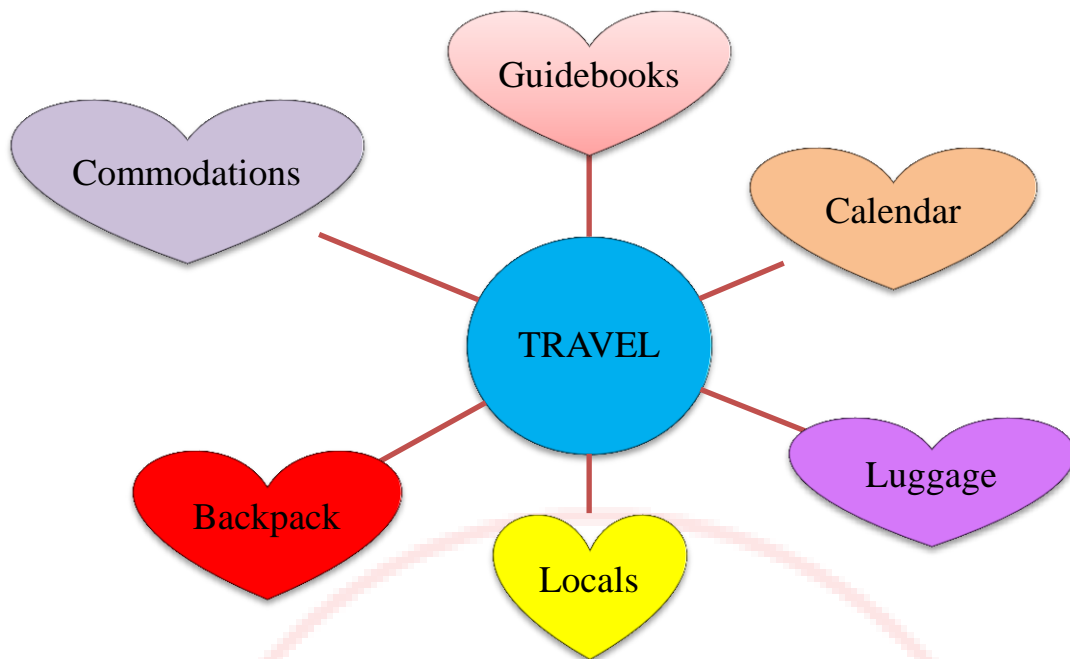 Guidebooks
Commodations
Calendar
TRAVEL
Luggage
Backpack
Locals